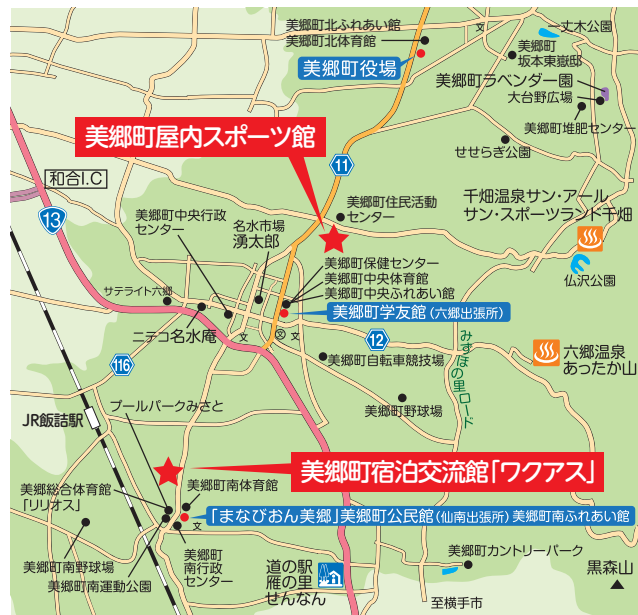 美郷町北ふれあい館
美郷町北体育館
文
一丈木公園
美郷町
坂本東嶽邸
美郷町役場
美郷町ラベンダー園
大台野広場
美郷町堆肥センター
美郷町屋内スポーツ館
せせらぎ公園
11
和合I.C
13
美郷町中央行政
センター
名水市場
湧太郎
美郷町住民活動
センター
千畑温泉サン・アール
サン・スポーツランド千畑
仏沢公園
美郷町保健センター
美郷町中央体育館
美郷町中央ふれあい館
サテライト六郷
美郷町学友館(六郷出張所)
ニテコ名水庵
文
文
文
12
みずほの里ロード
六郷温泉
あったか山
116
美郷町自転車競技場
プールパークみさと
美郷町野球場
JR飯詰駅
美郷町宿泊交流館「ワクアス」
美郷総合体育館
「リリオス」
美郷町南体育館
「まなびおん美郷」美郷町公民館(仙南出張所) 美郷町南ふれあい館
文
美郷町南野球場
美郷町南運動公園
美郷町
南行政
センター
道の駅
雁の里
せんなん
美郷町カントリーパーク
黒森山
至横手市